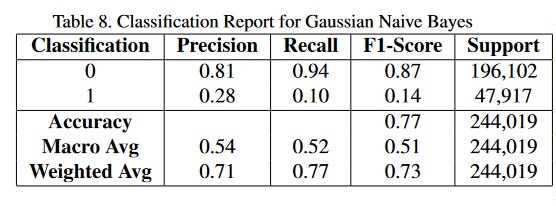 Table 8. Classification Report for Gaussian Naive Bayes
Classification Precision Recall F1-Score Support
0 0.81 0.94 0.87 196,102
1 0.28 0.10 0.14 47,917
Accuracy 0.77 244,019
Macro Avg 0.54 0.52 0.51 244,019
Weighted Avg 0.71 0.77 0.73 244,019